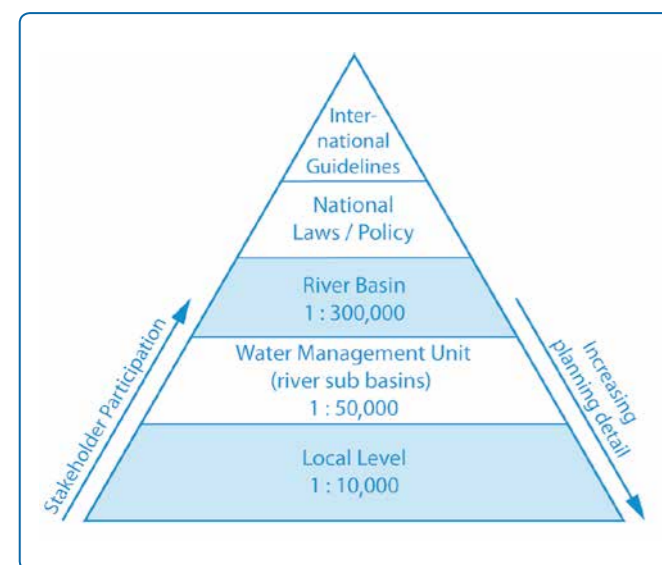 Inter-
national
Guidelines
National
Laws / Policy
River Basin
1 : 300,000
Water Management Unit
(river sub basins)
1 : 50,000
Local Level
1 : 10,000
Stakeholder Participation
Increasing
planning detail